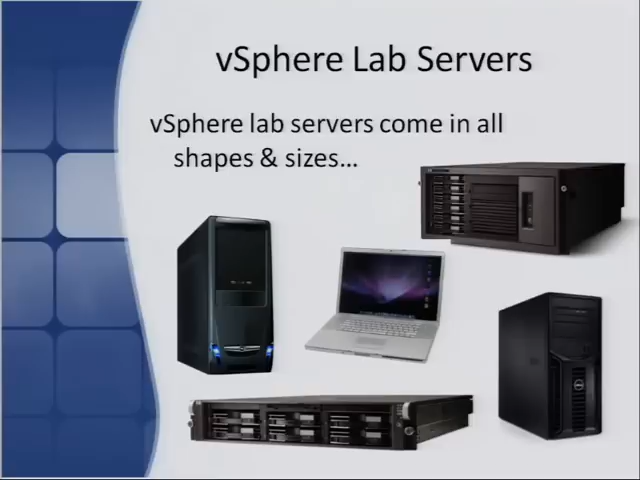 vSphere Lab Servers
vSphere lab servers come in all
shapes & sizes…